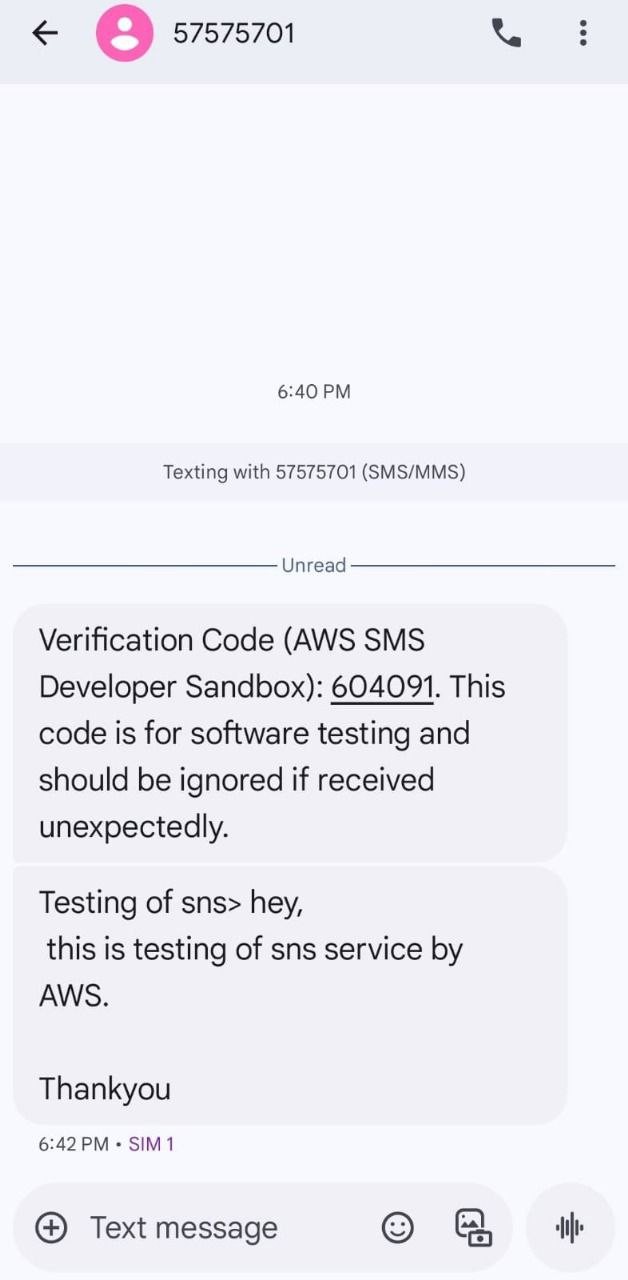 57575701
6:40 PM
Texting with 57575701 (SMS/MMS)
Unread
Verification Code (AWS SMS
Developer Sandbox): 604091. This
code is for software testing and
should be ignored if received
unexpectedly.
Testing of sns> hey,
this is testing of sns service by
AWS.
Thankyou
6:42 PM • SIM 1
Text message